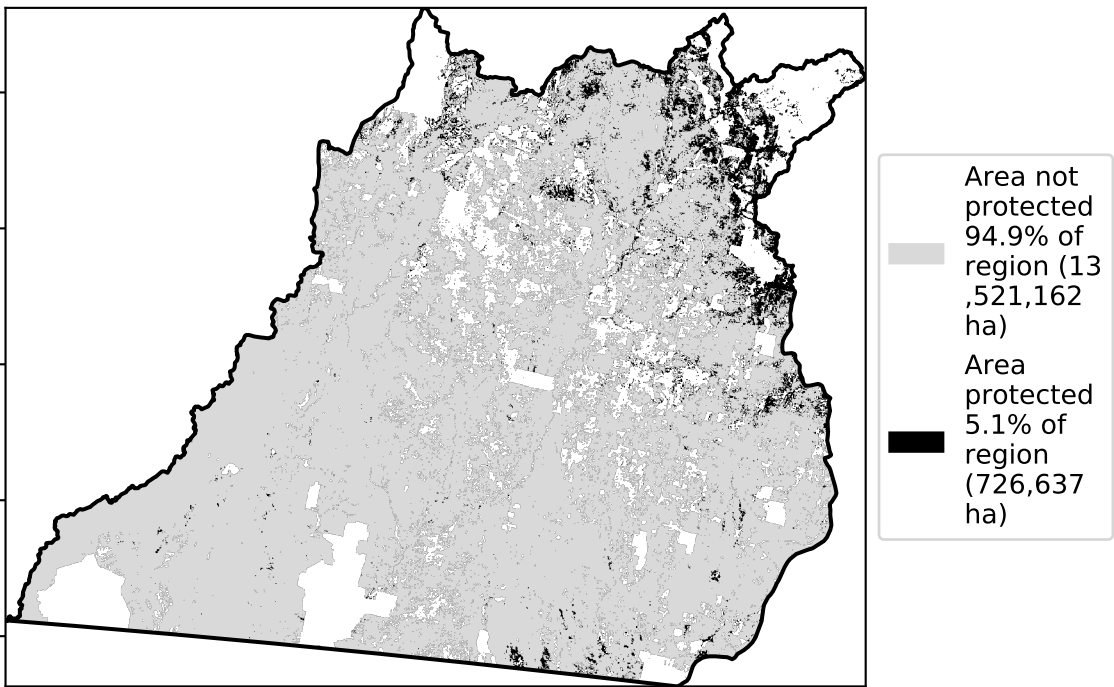 Area not
protected
94.9% of
region (13
,521,162
ha)
Area
protected
5.1% of
region
(726,637
ha)